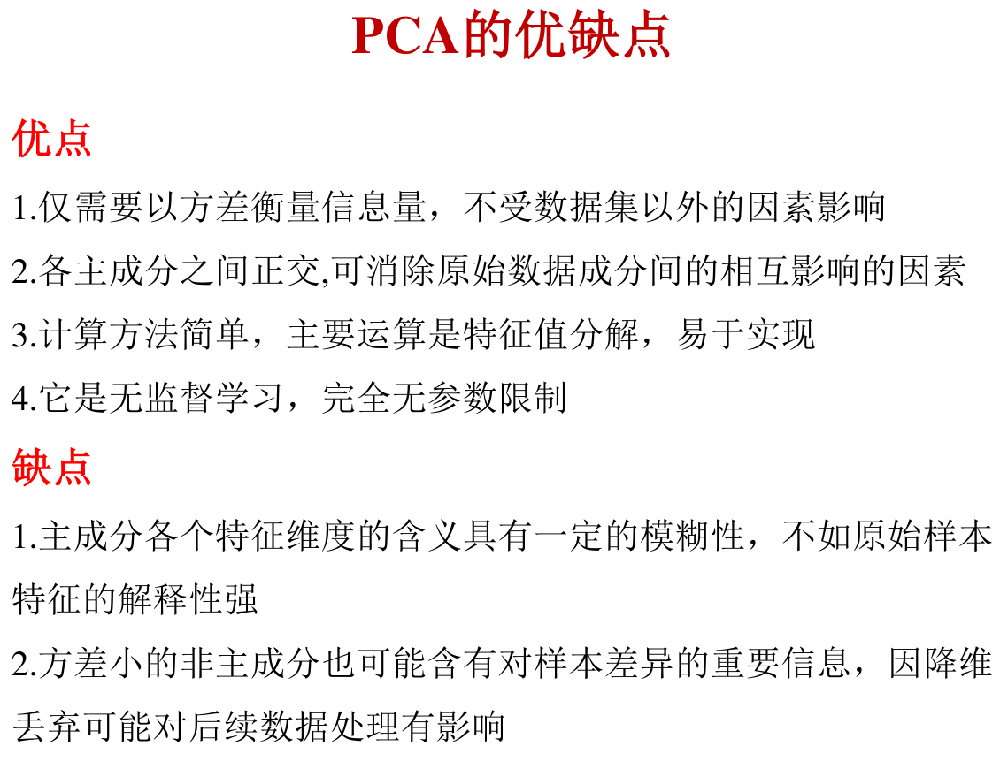 PCA的优缺点
优点
1.仅需要以方差衡量信息量，不受数据集以外的因素影响
2.各主成分之间正交,可消除原始数据成分间的相互影响的因素
3.计算方法简单，主要运算是特征值分解，易于实现
4.它是无监督学习，完全无参数限制
缺点
1.主成分各个特征维度的含义具有一定的模糊性，不如原始样本
特征的解释性强
2.方差小的非主成分也可能含有对样本差异的重要信息，因降维
丢弃可能对后续数据处理有影响